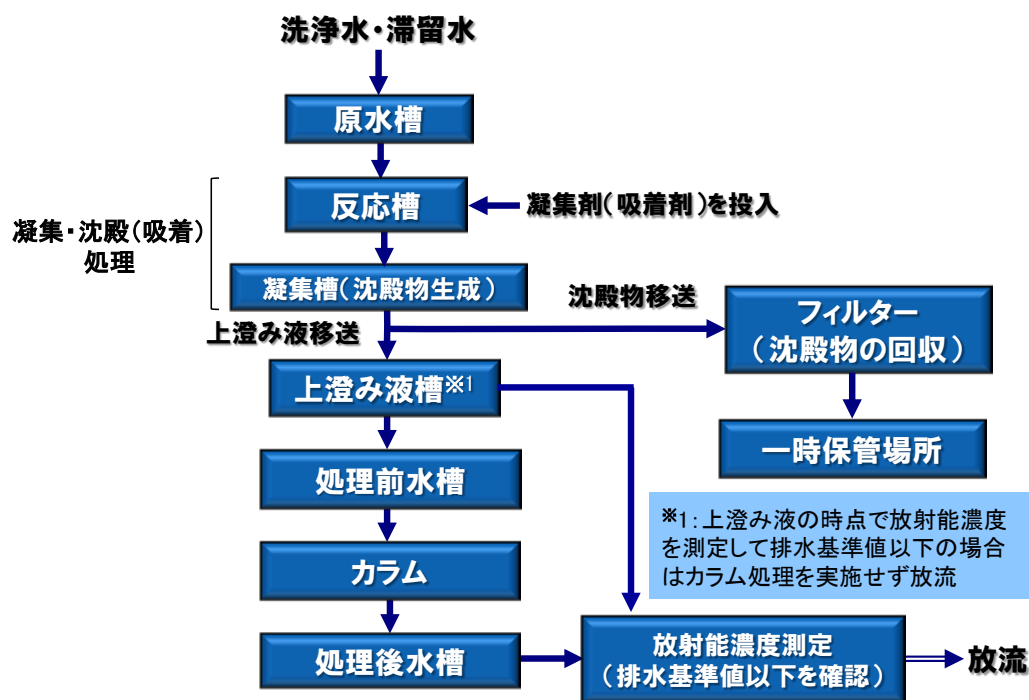 洗浄水・滞留水
原水槽
反応槽
凝集剤(吸着剤)を投入
凝集・沈殿(吸着)
処理
凝集槽(沈殿物生成)
沈殿物移送
上澄み液移送
フィルター
(沈殿物の回収)
上澄み液槽※1
一時保管場所
処理前水槽
※1:上澄み液の時点で放射能濃度
を測定して排水基準値以下の場合
はカラム処理を実施せず放流
カラム
処理後水槽
放射能濃度測定
(排水基準値以下を確認)
放流